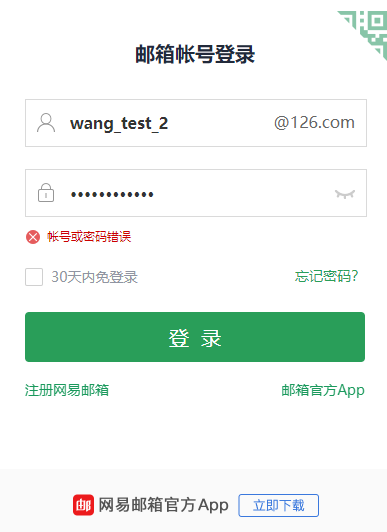 邮箱帐号登录
wang_test_2 @126.com
••••••••••••
帐号或密码错误
30天内免登录 忘记密码?
登 录
注册网易邮箱 邮箱官方App
邮 网易邮箱官方App 立即下载